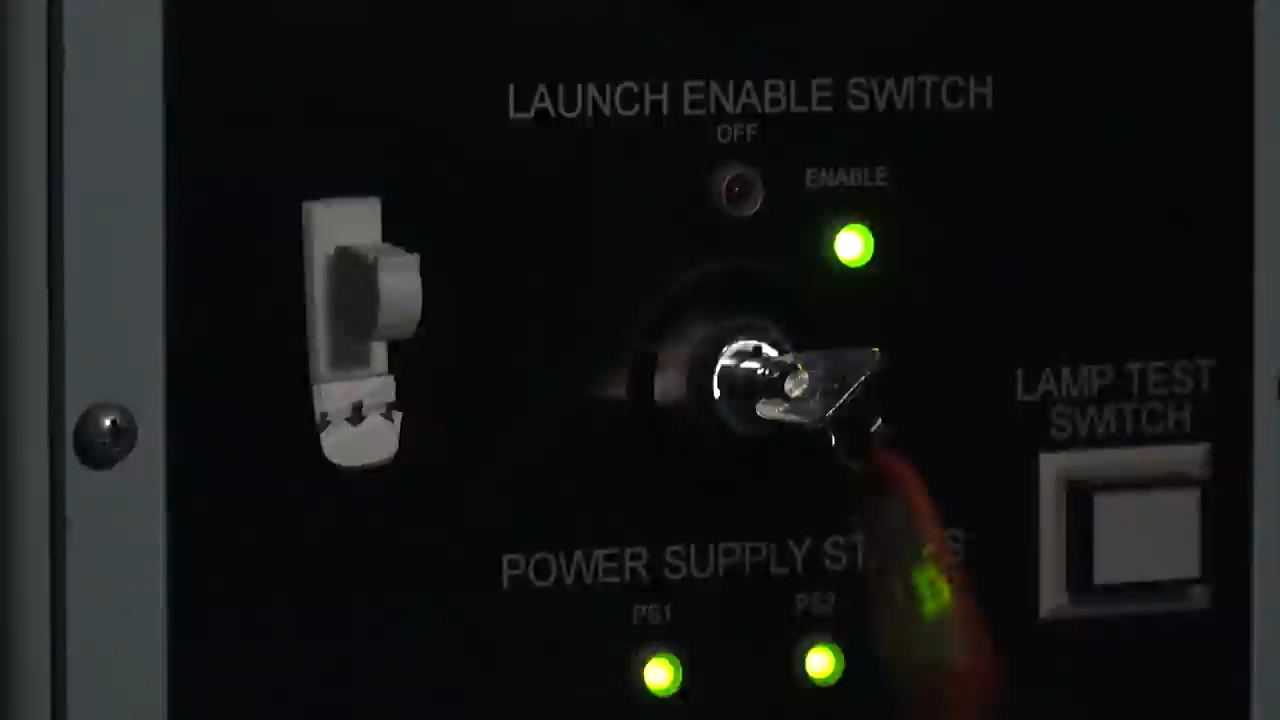 LAUNCH ENABLE SWITCH
OFF
ENABLE
LAMP TEST
SWITCH
POWER SUPPLY
PS1
PS2